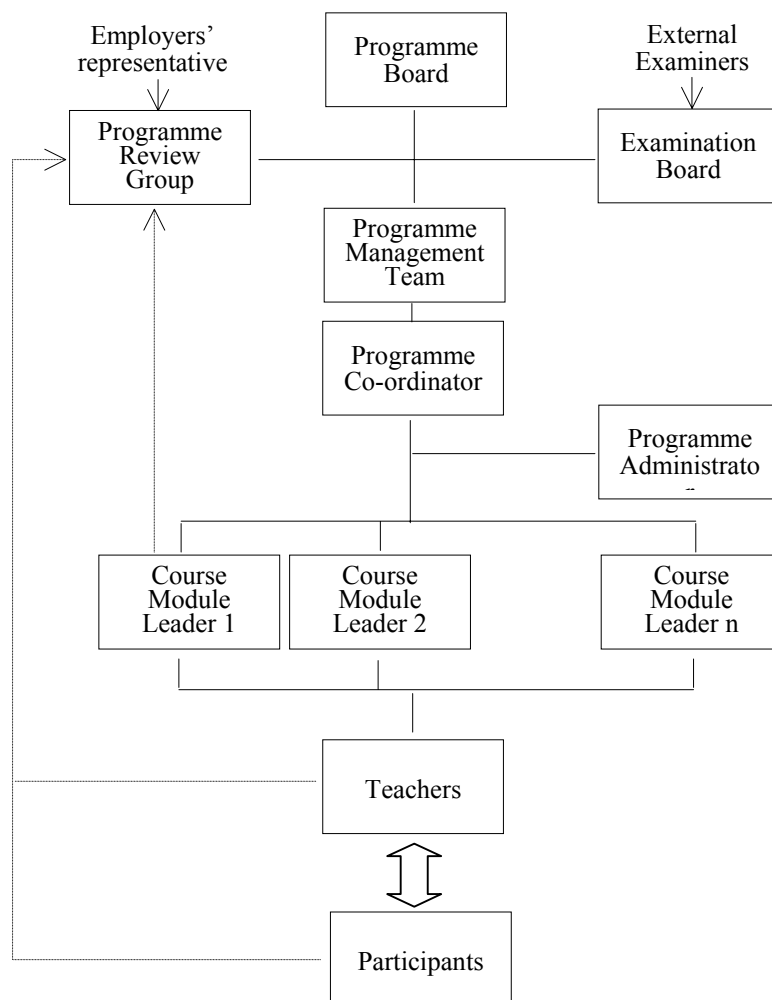 Employers’
representative
Programme
Board
External
Examiners
Programme
Review
Group
Examination
Board
Programme
Management
Team
Programme
Co-ordinator
Programme
Administrato
Course
Module
Leader 1
Course
Module
Leader 2
Course
Module
Leader n
Teachers
Participants